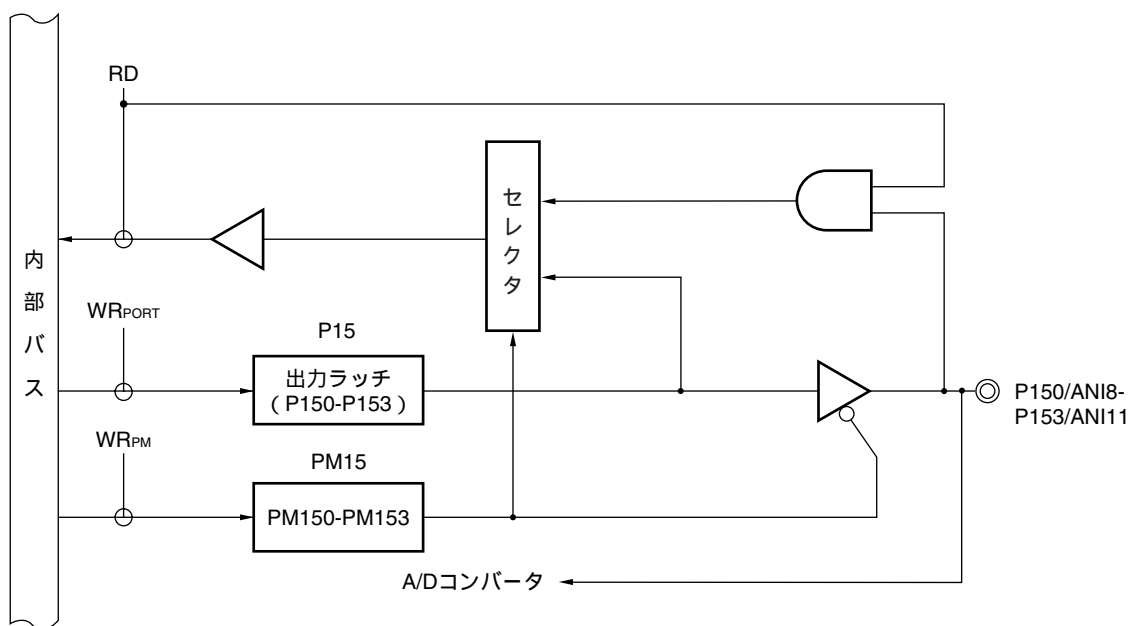 RD
セレクタ
内部バス
WRPORT
P15
出力ラッチ
（P150-P153）
P150/ANI8-
P153/ANI11
WRPM
PM15
PM150-PM153
A/Dコンバータ